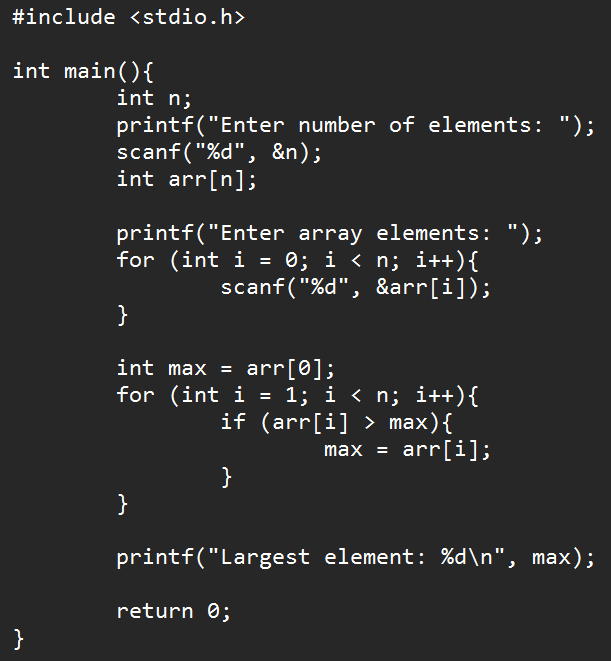 #include <stdio.h>

int main(){
        int n;
        printf("Enter number of elements: ");
        scanf("%d", &n);
        int arr[n];

        printf("Enter array elements: ");
        for (int i = 0; i < n; i++){
                scanf("%d", &arr[i]);
        }

        int max = arr[0];
        for (int i = 1; i < n; i++){
                if (arr[i] > max){
                        max = arr[i];
                }
        }

        printf("Largest element: %d\n", max);

        return 0;
}